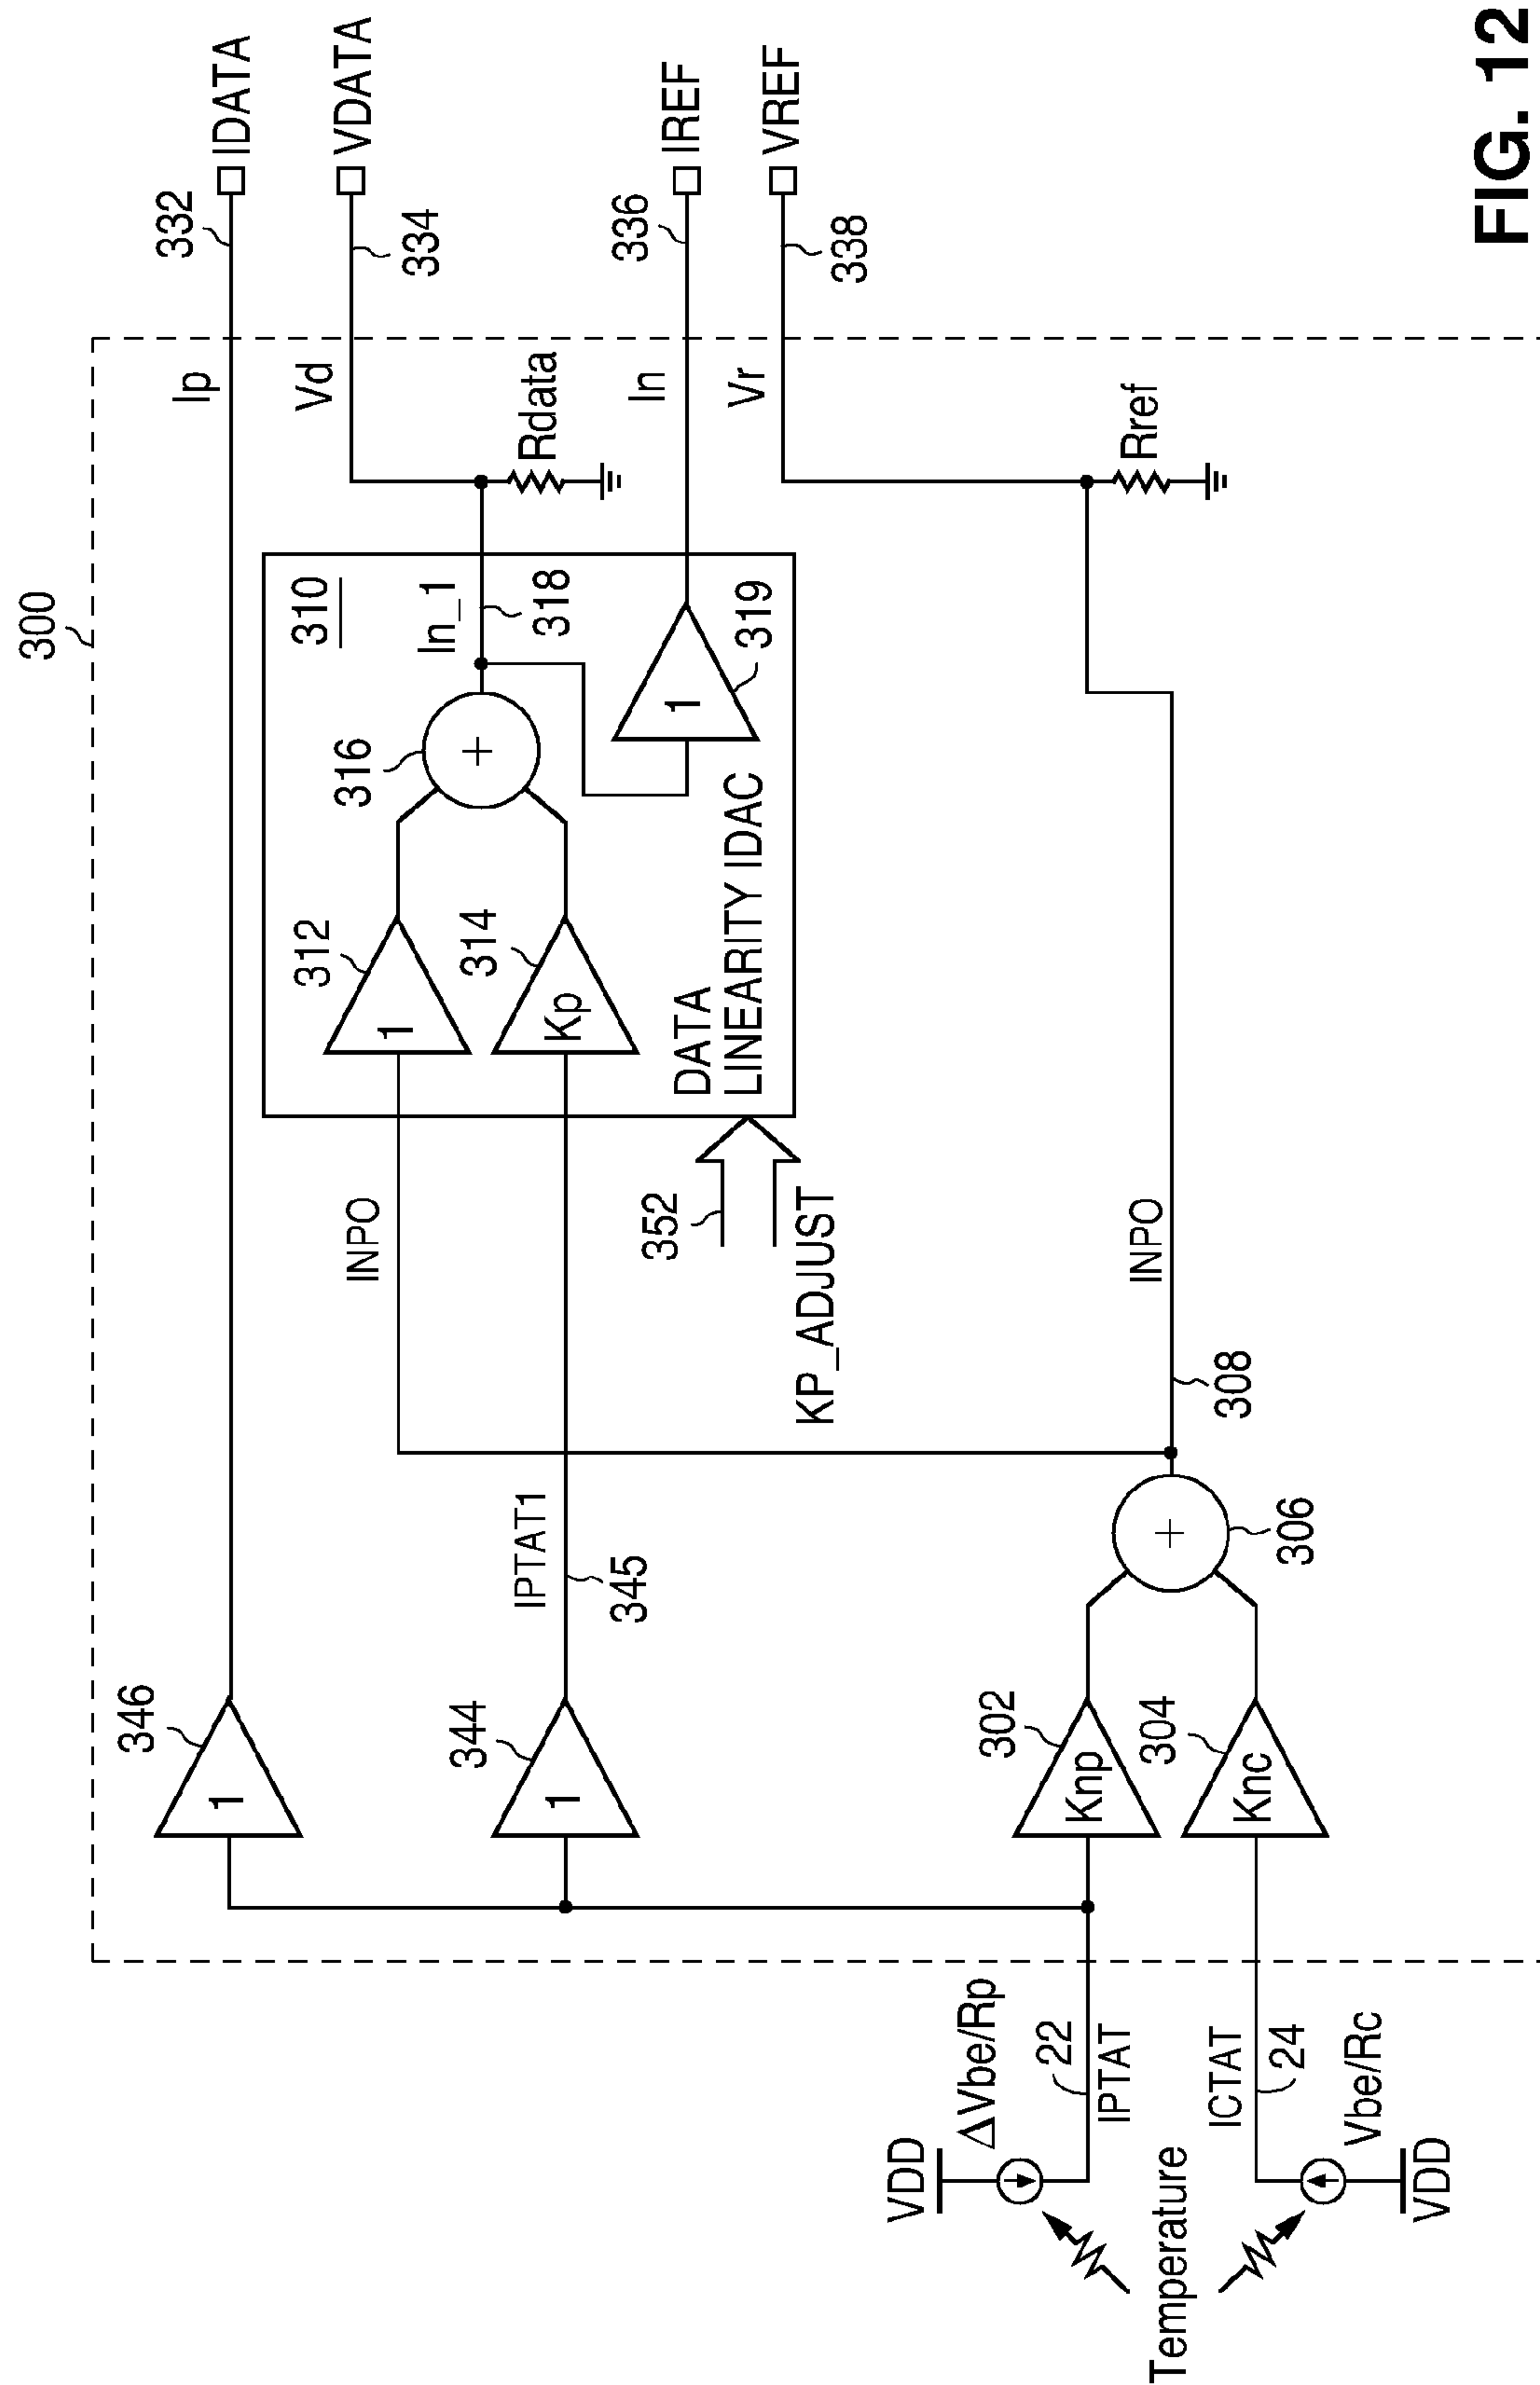 300
346
1
Ip
332
IDATA
Vd
334
VDATA
INPO
312
1
316
+
310
In_1
318
Rdata
344
1
IPTAT1
345
314
Kp
319
1
In
336
IREF
352
KP_ADJUST
DATA
LINEARITY IDAC
Vr
338
VREF
VDD
ΔVbe/Rp
22
IPTAT
302
Knp
306
+
308
INPO
Rref
Temperature
ICTAT
24
304
Knc
Vbe/Rc
VDD
FIG. 12